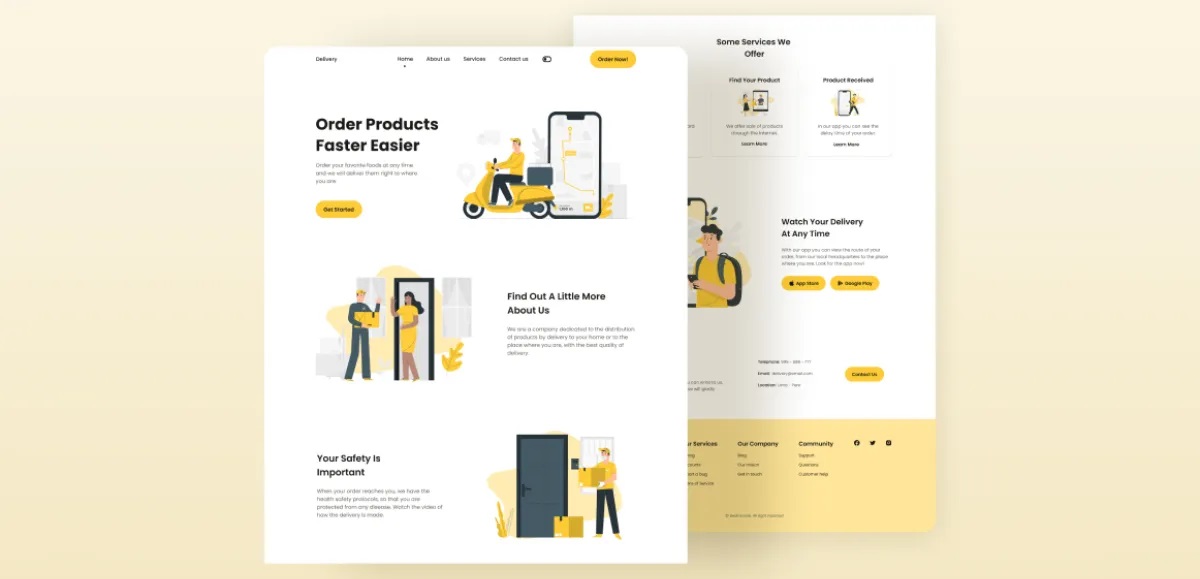 Delivery
Home
About us
Services
Contact us
Order Now!
Order Products
Faster Easier
Order your favorite foods at any time
and we will deliver them right to where
you are.
Get Started
Find Out A Little More
About Us
We are a company dedicated to the distribution
of products by delivery to your home or to the
place where you are, with the best quality of
delivery.
Your Safety Is
Important
When your order reaches you, we have the
health safety protocols, so that you are
protected from any disease. Watch the video of
how the delivery is made.
Some Services We
Offer
Find Your Product
We offer sale of products
through the internet.
Learn More
Product Received
In our app you can see the
delay time of your order.
Learn More
Watch Your Delivery
At Any Time
With our app you can view the route of your
order, from our local headquarters to the place
where you are. Look for the app now!
App Store
Google Play
Telephone:
Email:
Location: Lima - Peru
Contact Us
Services
Our Company
Blog
Our mision
Get in touch
Community
Support
Questions
Customer help
All right reserved